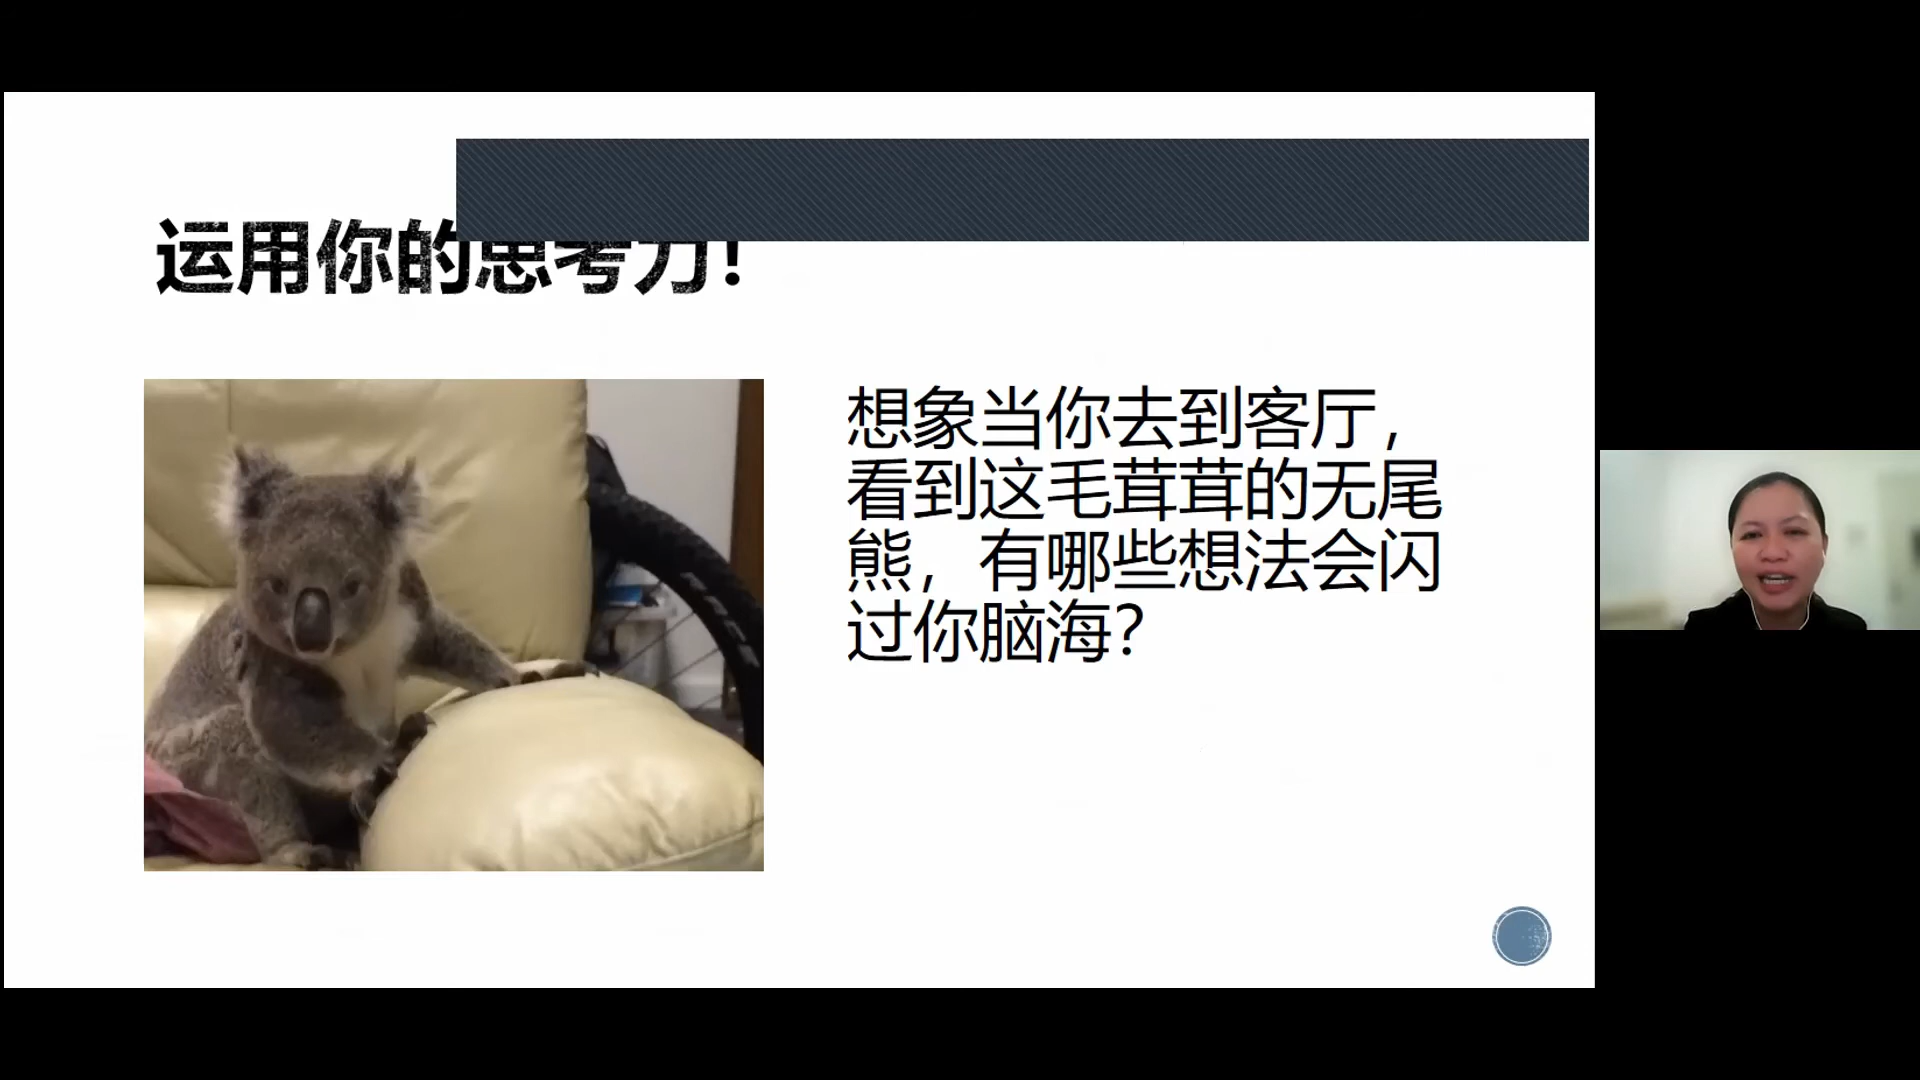 运用你的思考力！
想象当你去到客厅，
看到这毛茸茸的无尾
熊，有哪些想法会闪
过你脑海？